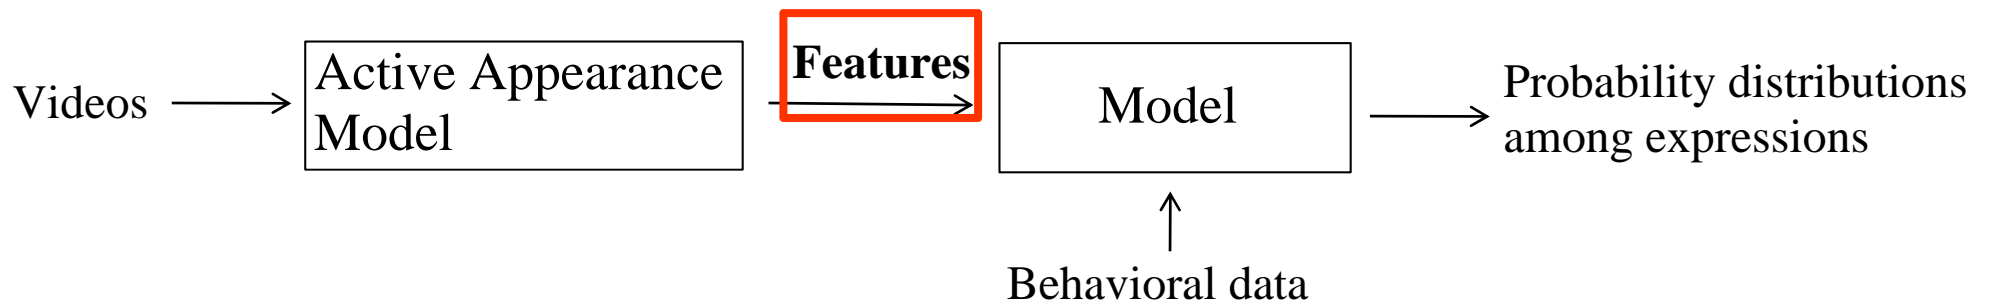 Videos
Active Appearance
Model
Features
Model
Probability distributions
among expressions
Behavioral data